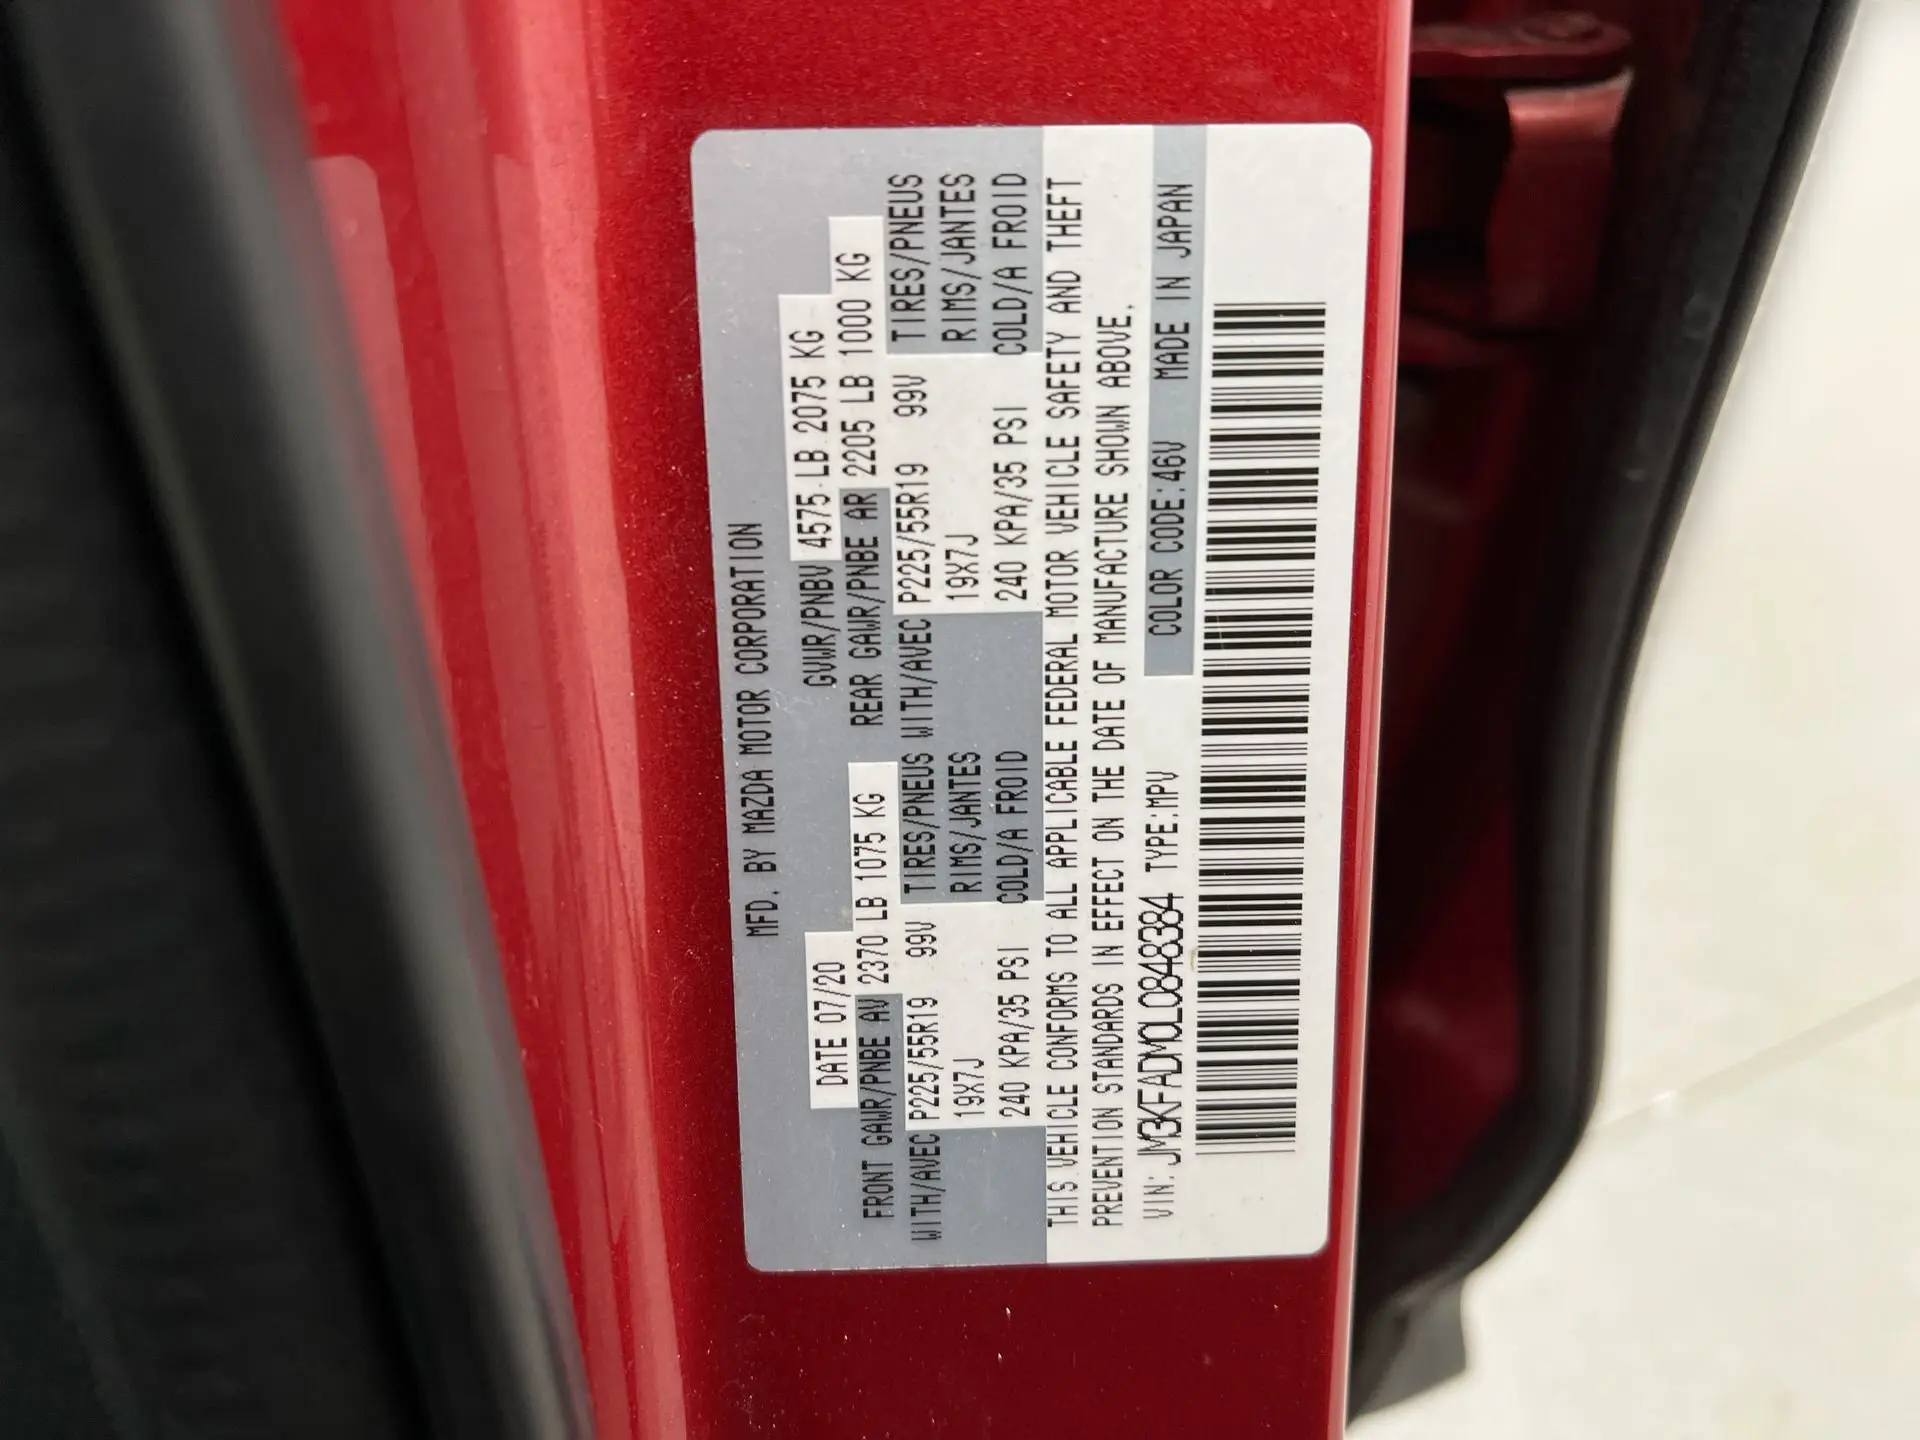 MFD. BY MAZDA MOTOR CORPORATION
DATE 07/20 GVWR/PNBV 4575 LB 2075 KG
FRONT GAWR/PNBE AV 2370 LB 1075 KG REAR GAWR/PNBE AR 2205 LB 1000 KG
WITH/AVEC P225/55R19 99V TIRES/PNEUS WITH/AVEC P225/55R19 99V TIRES/PNEUS
19X7J RIMS/JANTES 19X7J RIMS/JANTES
240 KPA/35 PSI COLD/A FROID 240 KPA/35 PSI COLD/A FROID
THIS VEHICLE CONFORMS TO ALL APPLICABLE FEDERAL MOTOR VEHICLE SAFETY AND THEFT
PREVENTION STANDARDS IN EFFECT ON THE DATE OF MANUFACTURE SHOWN ABOVE.
VIN: JM3KFADM0L0848384 TYPE:MPV COLOR CODE:46V MADE IN JAPAN